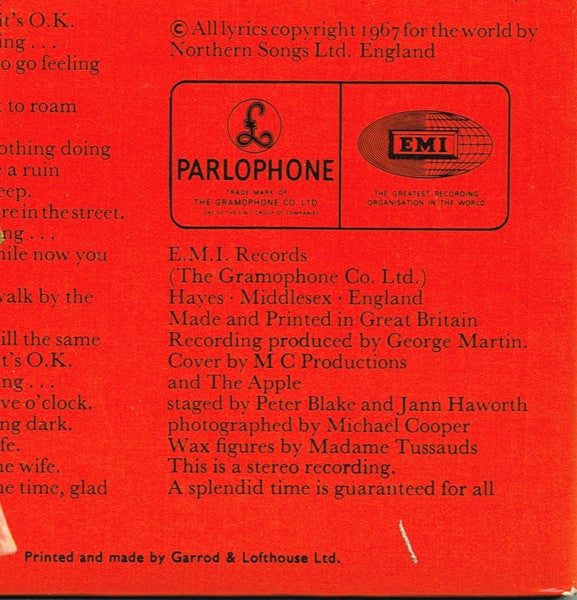 it's O.K.
ing . . .
o go feeling
to roam
othing doing
e a ruin
eep.
re in the street.
ng . . .
hile now you
walk by the
till the same
it's O.K.
ing . . .
ve o'clock.
ng dark.
fe.
he wife.
he time, glad
© All lyrics copyright 1967 for the world by
Northern Songs Ltd. England
£
PARLOPHONE
TRADE MARK OF
THE GRAMOPHONE CO. LTD.
ONE OF THE E.M.I. GROUP OF COMPANIES
EMI
THE GREATEST RECORDING
ORGANISATION IN THE WORLD
E.M.I. Records
(The Gramophone Co. Ltd.)
Hayes · Middlesex · England
Made and Printed in Great Britain
Recording produced by George Martin.
Cover by M C Productions
and The Apple
staged by Peter Blake and Jann Haworth
photographed by Michael Cooper
Wax figures by Madame Tussauds
This is a stereo recording.
A splendid time is guaranteed for all
Printed and made by Garrod & Lofthouse Ltd.